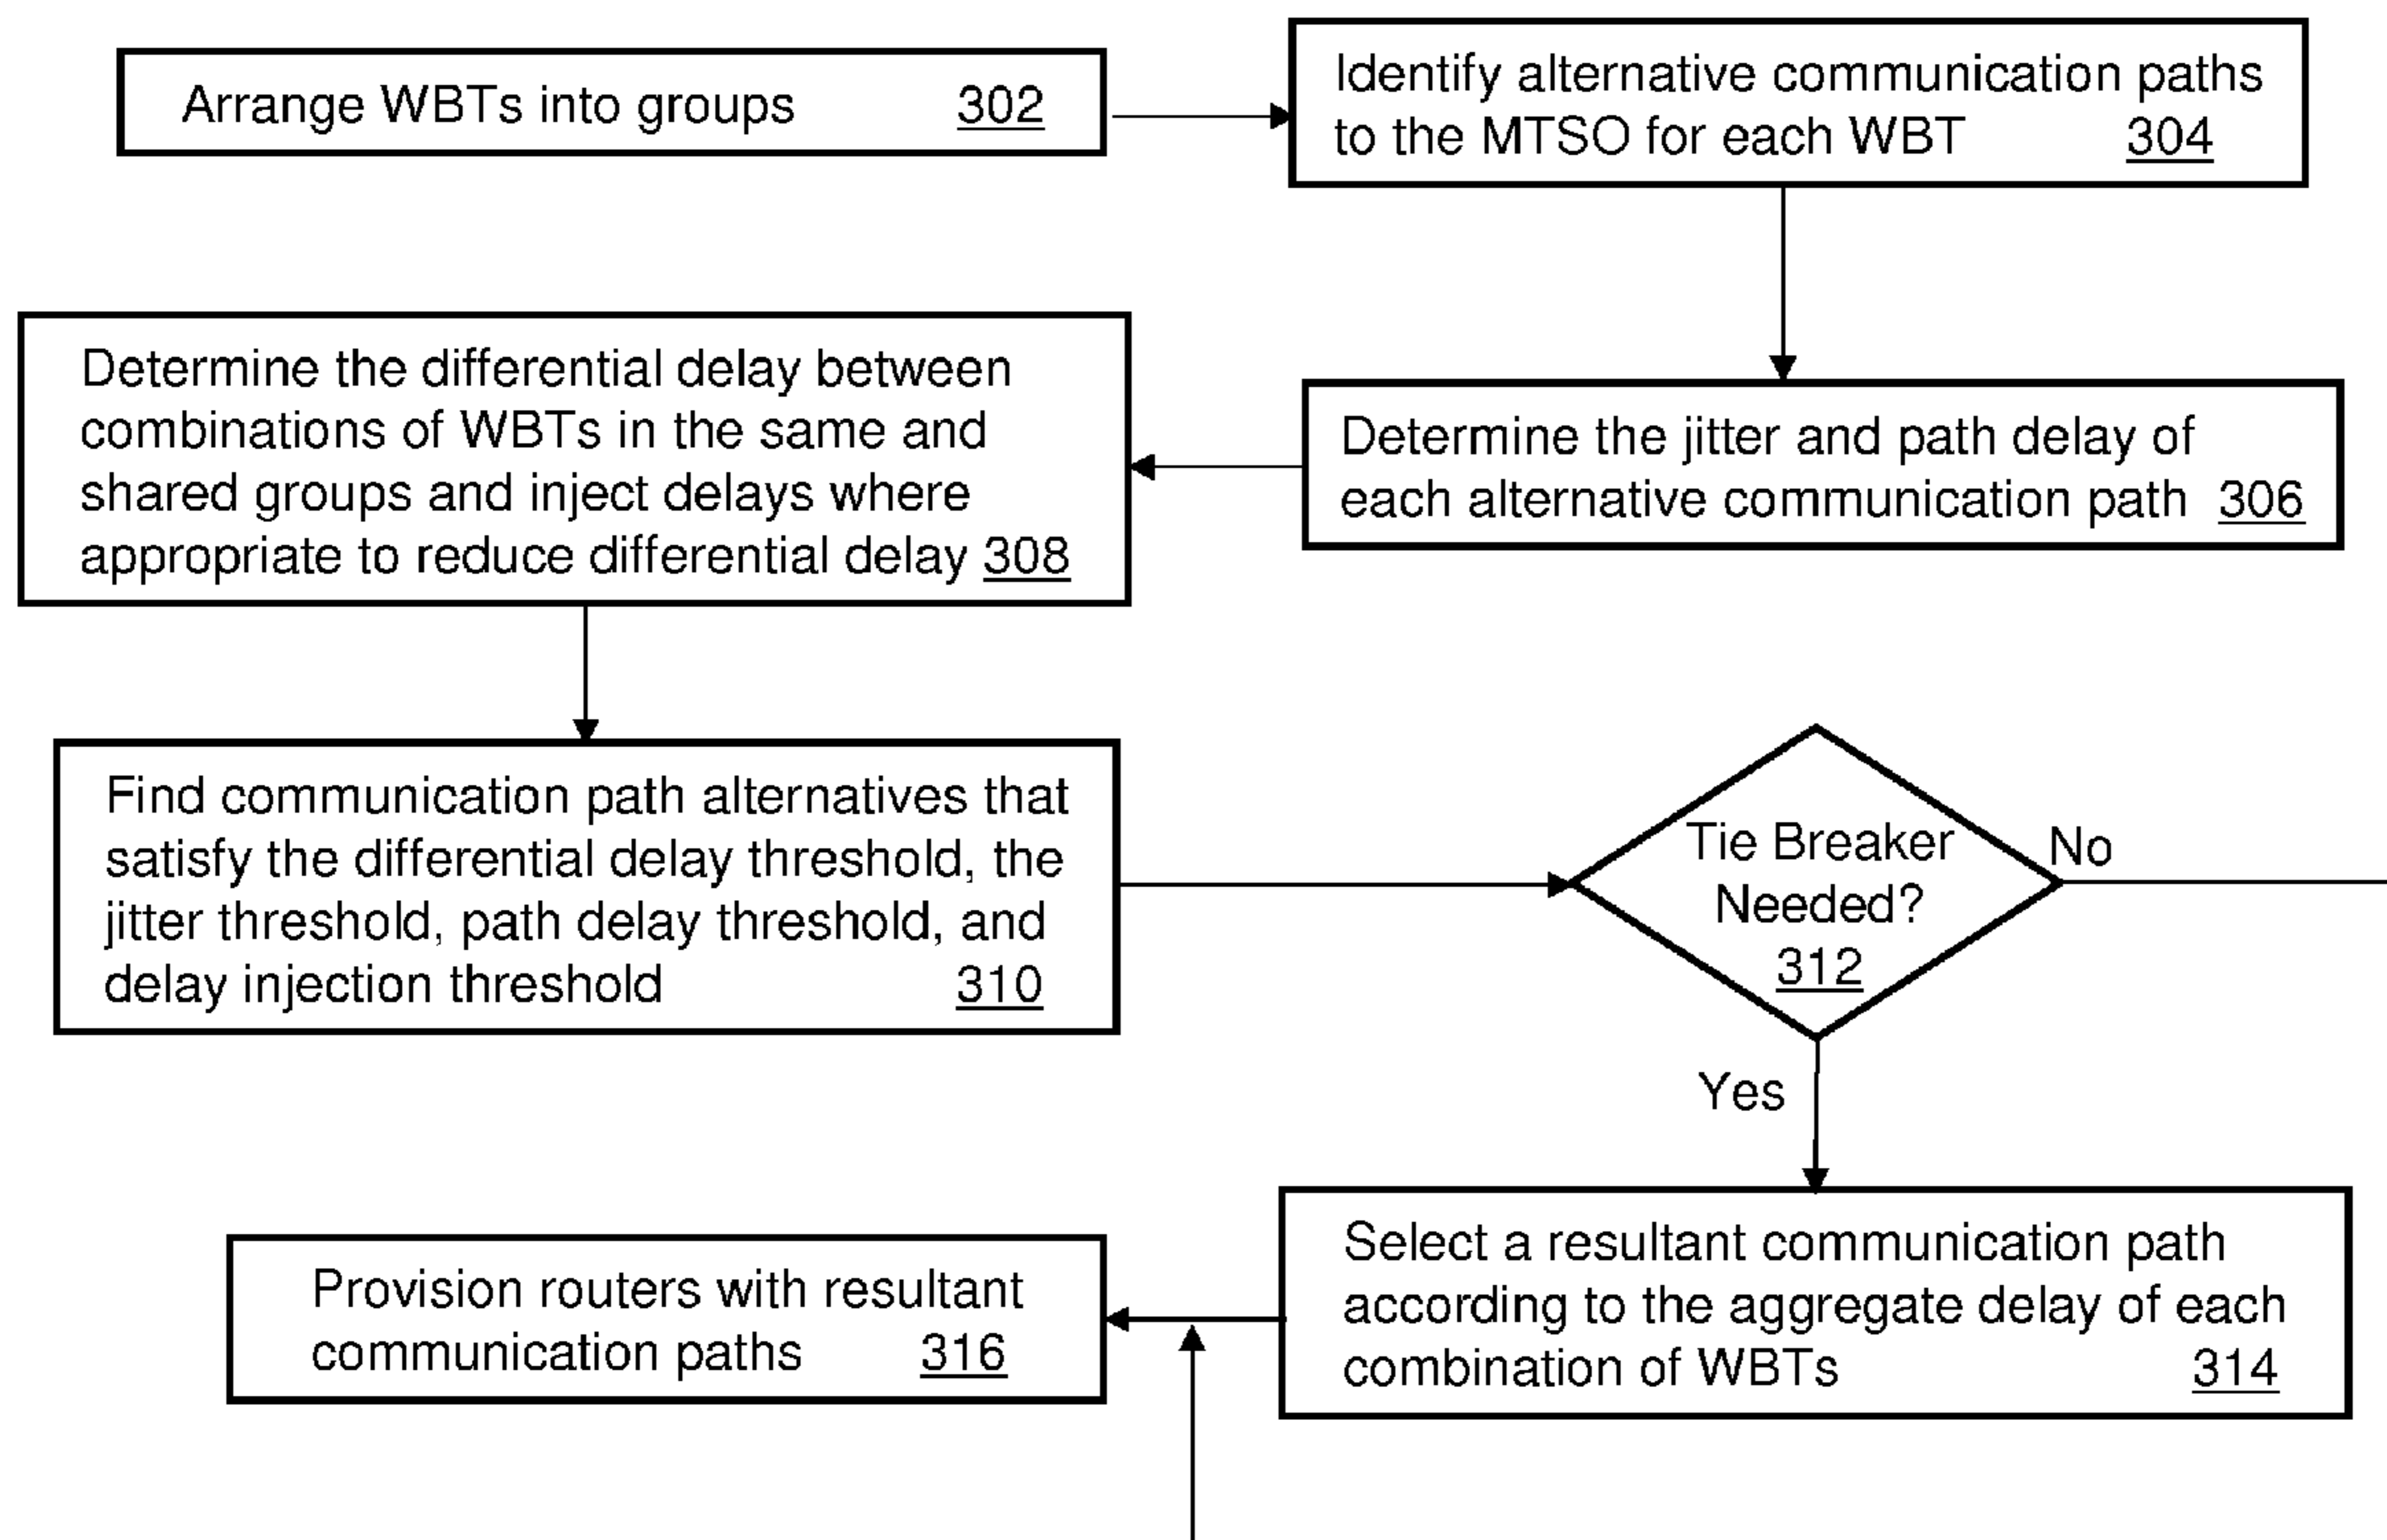 Arrange WBTs into groups 302
Identify alternative communication paths
to the MTSO for each WBT 304
Determine the differential delay between
combinations of WBTs in the same and
shared groups and inject delays where
appropriate to reduce differential delay 308
Determine the jitter and path delay of
each alternative communication path 306
Find communication path alternatives that
satisfy the differential delay threshold, the
jitter threshold, path delay threshold, and
delay injection threshold 310
Tie Breaker
Needed?
312
No
Yes
Provision routers with resultant
communication paths 316
Select a resultant communication path
according to the aggregate delay of each
combination of WBTs 314